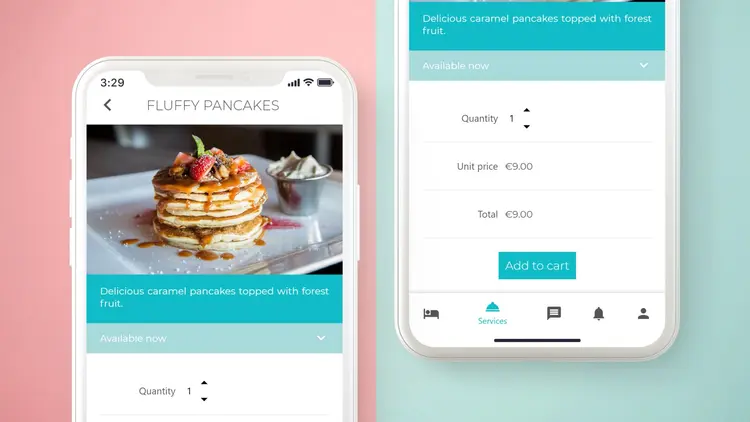 3:29
FLUFFY PANCAKES
Delicious caramel pancakes topped with forest
fruit.
Available now
Quantity 1
Delicious caramel pancakes topped with forest
fruit.
Available now
Quantity 1
Unit price €9.00
Total €9.00
Add to cart
Services